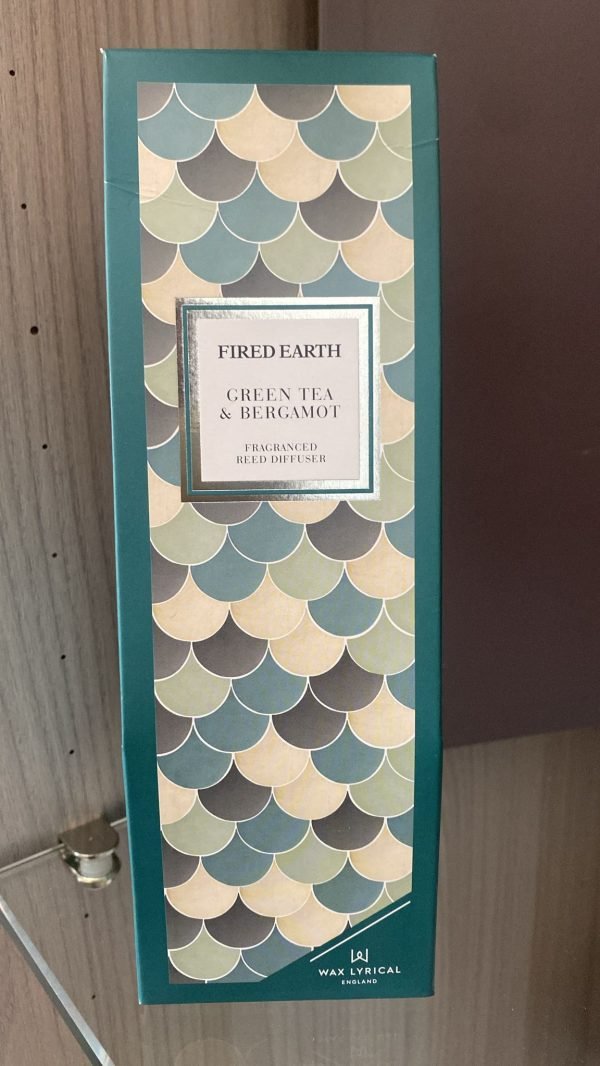 FIRED EARTH
GREEN TEA
& BERGAMOT
FRAGRANCED
REED DIFFUSER
WAX LYRICAL
ENGLAND